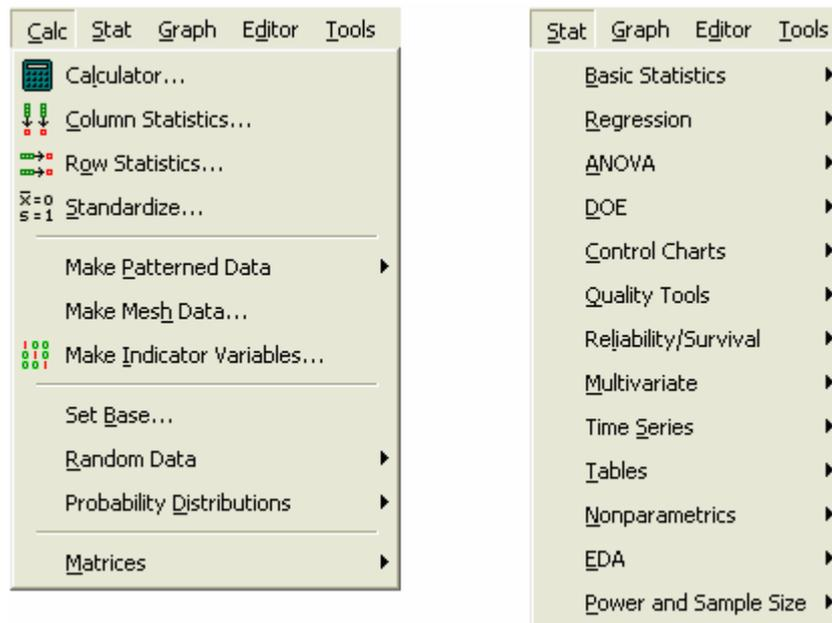 Calc Stat Graph Editor Tools
Calculator...
Column Statistics...
Row Statistics...
x̄=0
s=1
Standardize...
Make Patterned Data
Make Mesh Data...
Make Indicator Variables...
Set Base...
Random Data
Probability Distributions
Matrices
Stat Graph Editor Tools
Basic Statistics
Regression
ANOVA
DOE
Control Charts
Quality Tools
Reliability/Survival
Multivariate
Time Series
Tables
Nonparametrics
EDA
Power and Sample Size